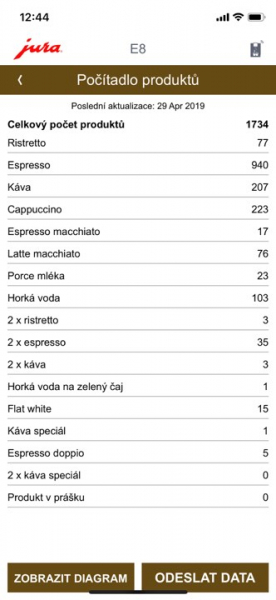 12:44
jura
E8
Počítadlo produktů
Poslední aktualizace: 29 Apr 2019
Celkový počet produktů 1734
Ristretto 77
Espresso 940
Káva 207
Cappuccino 223
Espresso macchiato 17
Latte macchiato 76
Porce mléka 23
Horká voda 103
2 x ristretto 3
2 x espresso 35
2 x káva 3
Horká voda na zelený čaj 1
Flat white 15
Káva speciál 1
Espresso doppio 5
2 x káva speciál 0
Produkt v prášku 0
ZOBRAZIT DIAGRAM ODESLAT DATA